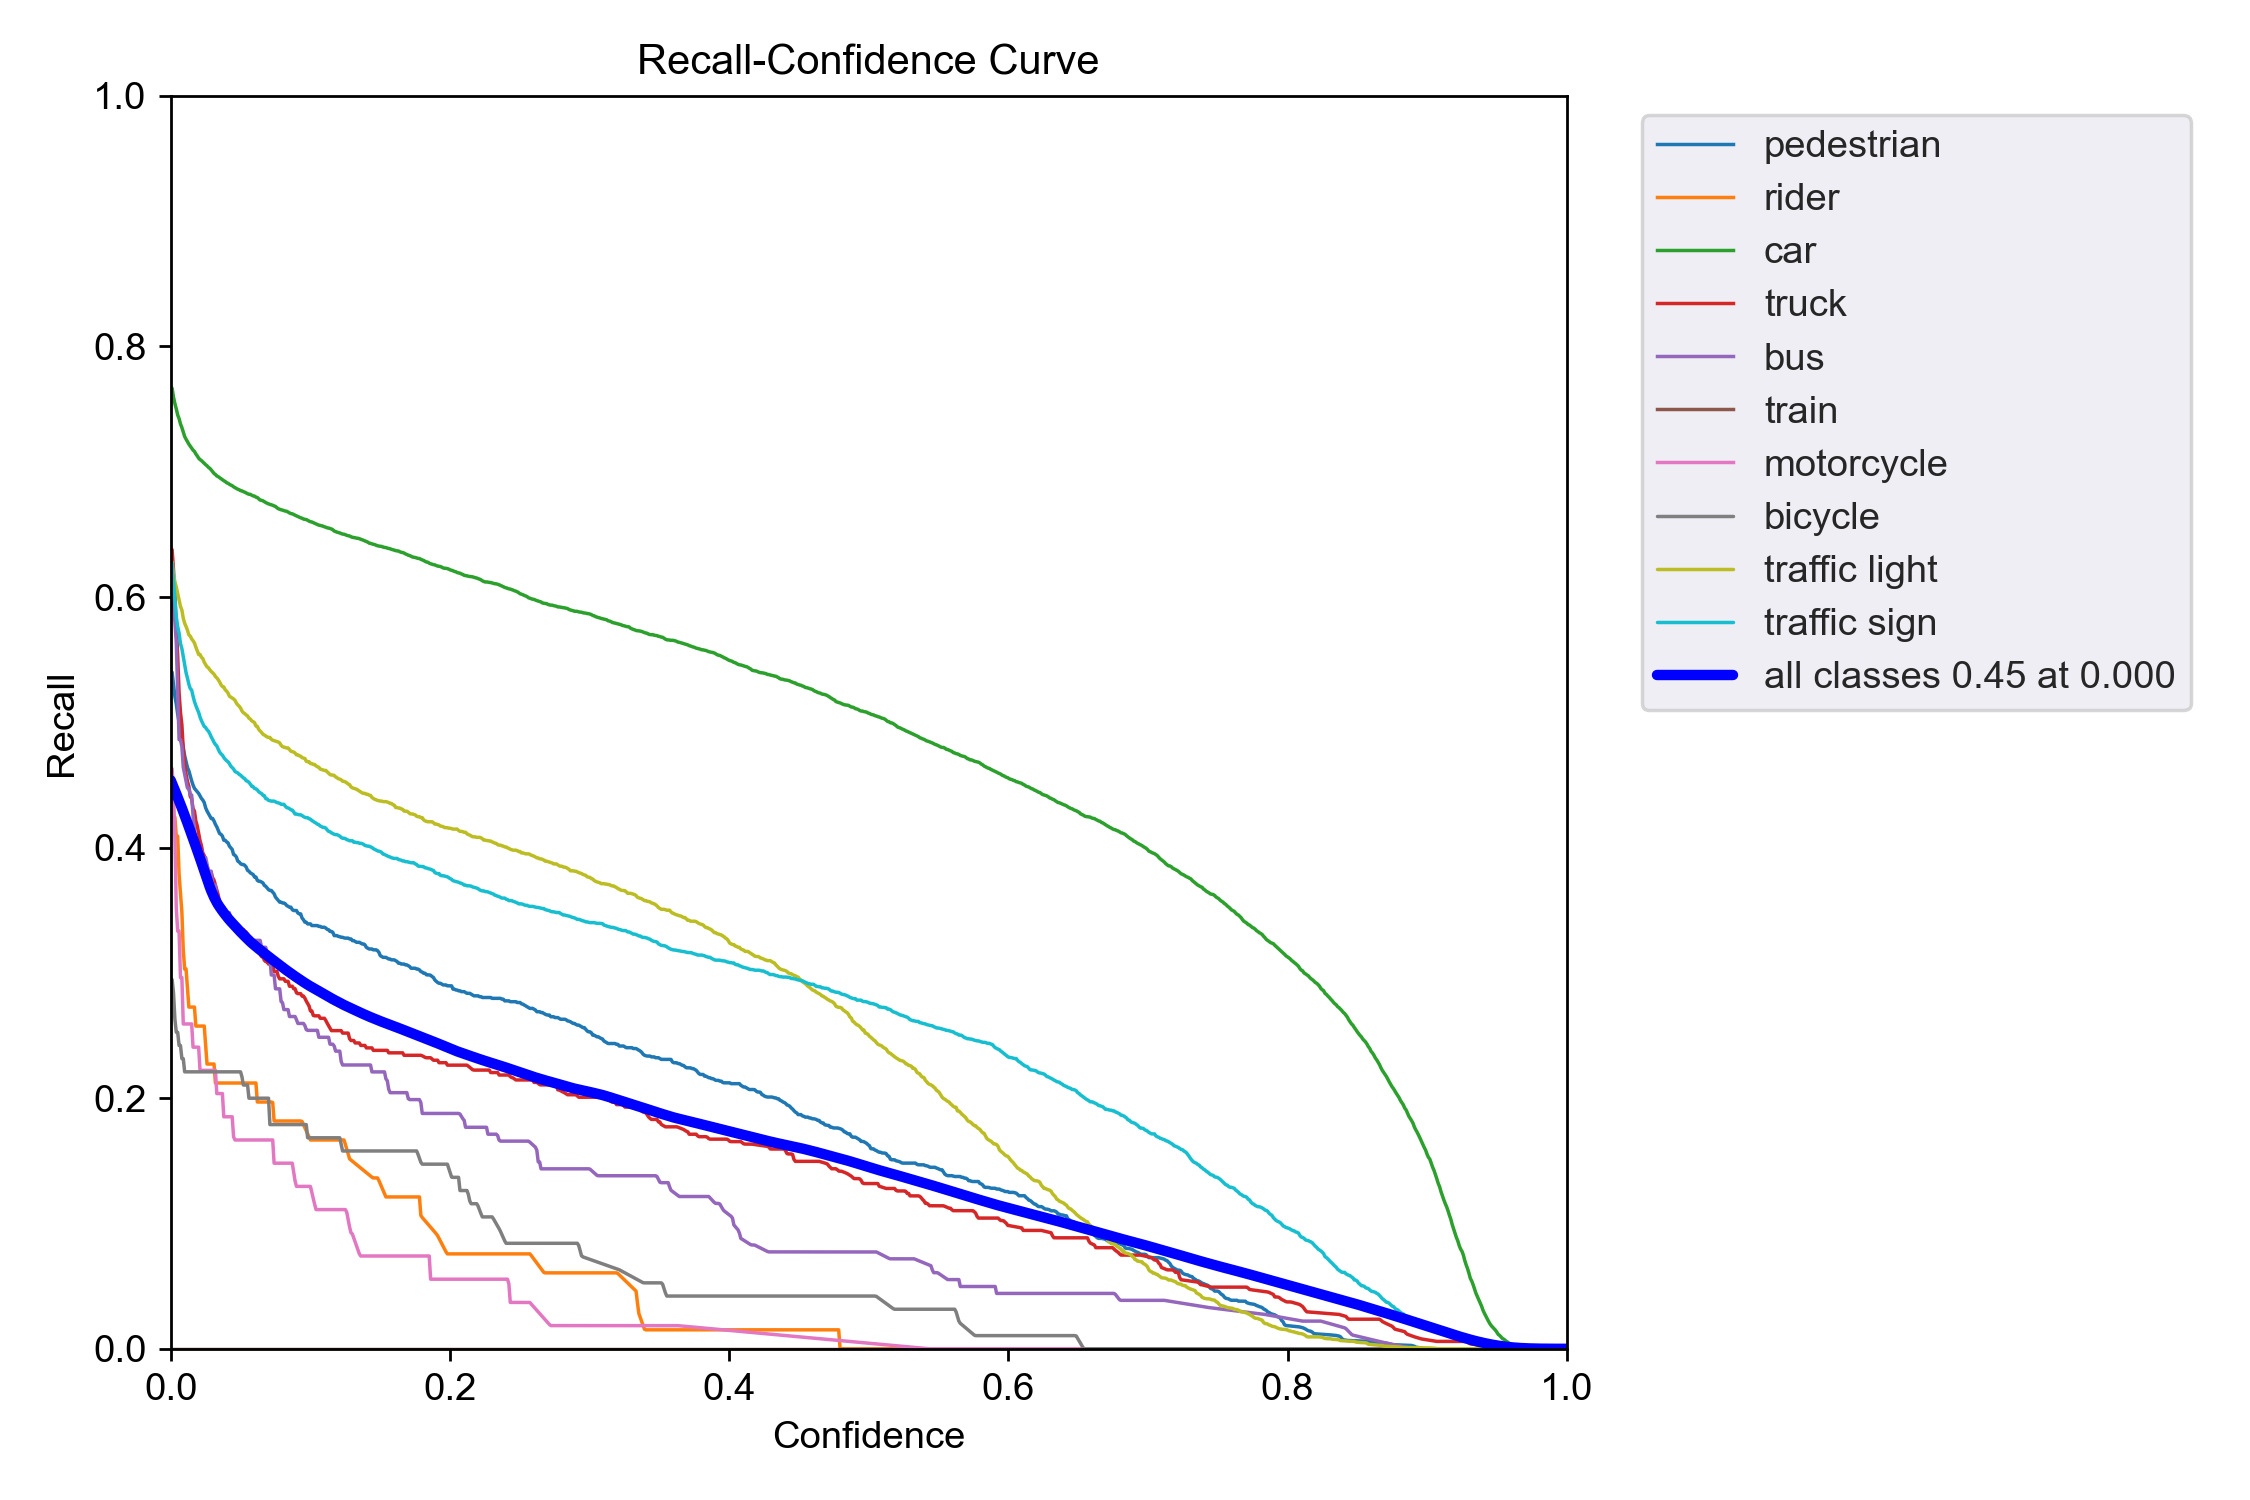 Recall-Confidence Curve
1.0
0.8
0.6
0.4
0.2
0.0
Recall
0.0 0.2 0.4 0.6 0.8 1.0
Confidence
pedestrian
rider
car
truck
bus
train
motorcycle
bicycle
traffic light
traffic sign
all classes 0.45 at 0.000